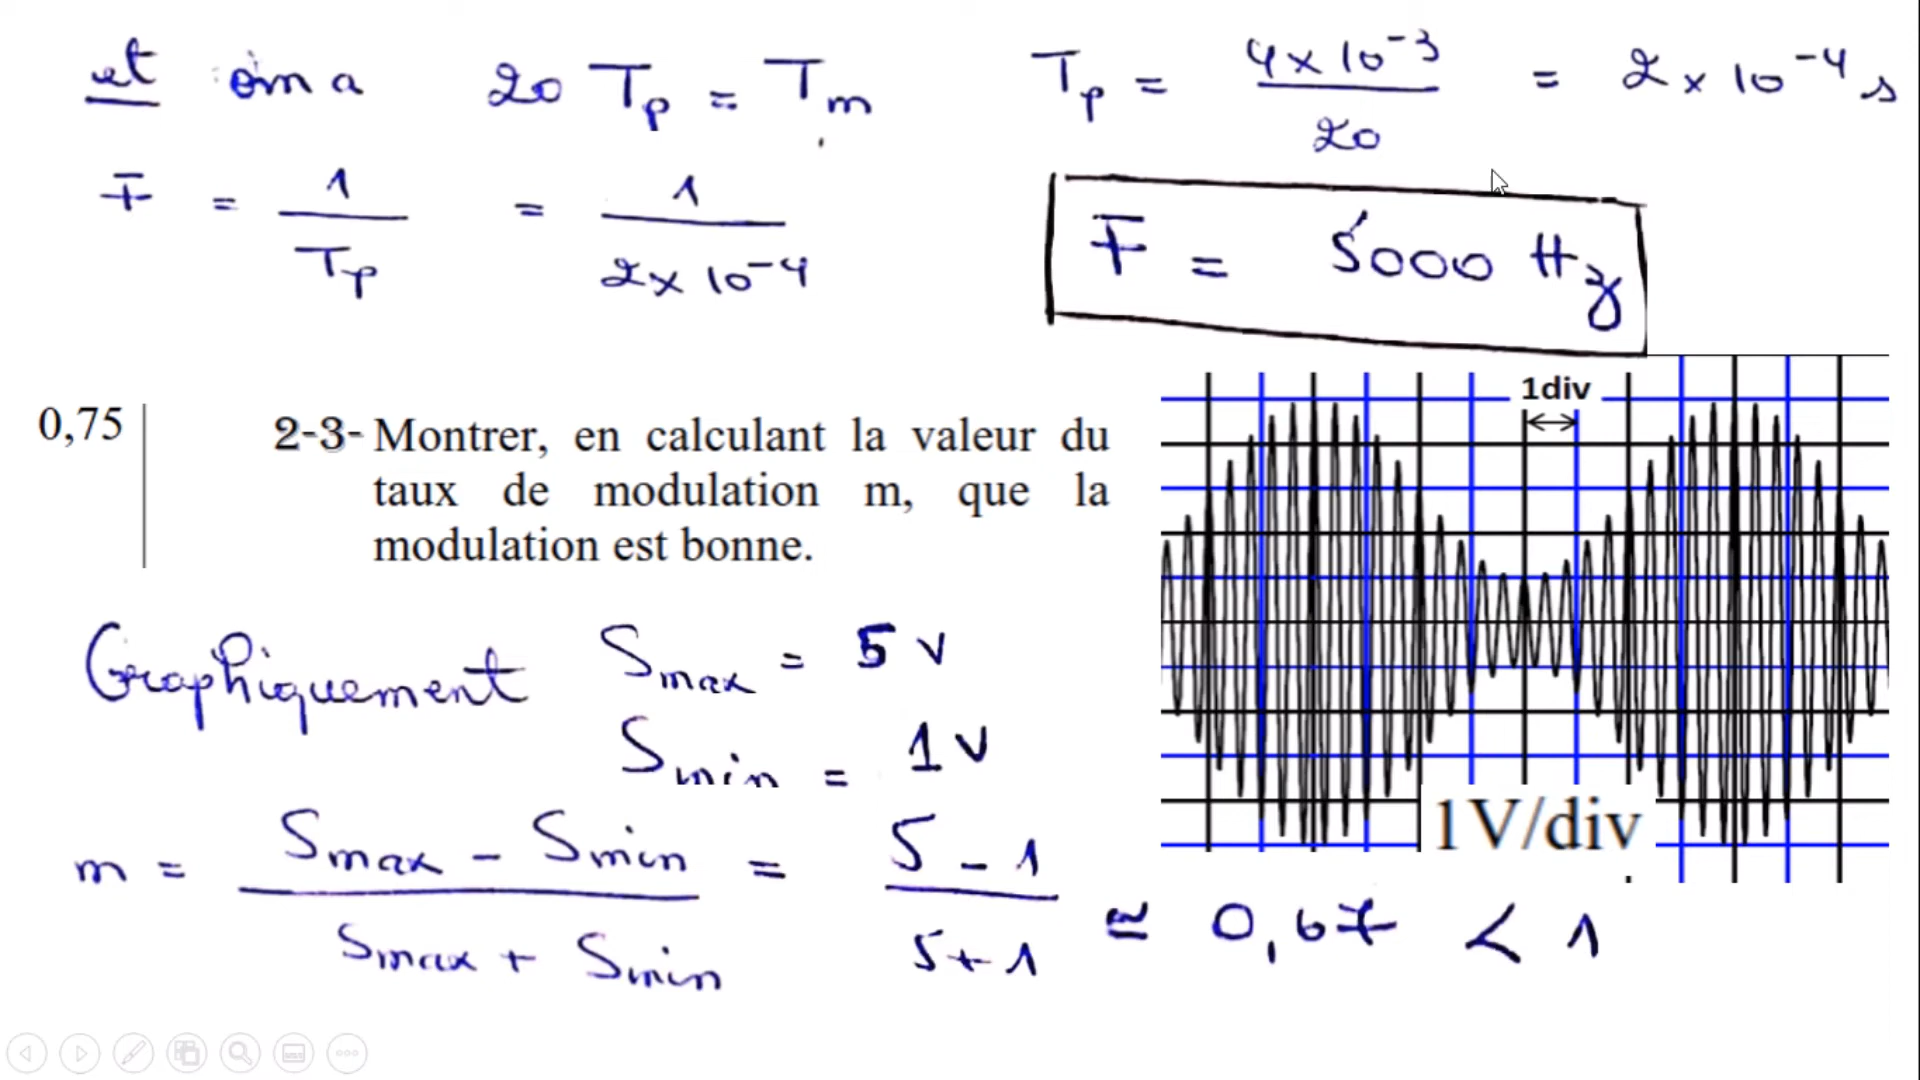 et on a 20 Tp = Tm Tp = 4×10⁻³ / 20 = 2×10⁻⁴ s
F = 1 / Tp = 1 / 2×10⁻⁴ F = 5000 Hz
1div
0,75 2-3- Montrer, en calculant la valeur du
taux de modulation m, que la
modulation est bonne.
Graphiquement Smax = 5 V
Smin = 1 V
1V/div
m = Smax - Smin / Smax + Smin = 5 - 1 / 5 + 1 ≃ 0,67 < 1